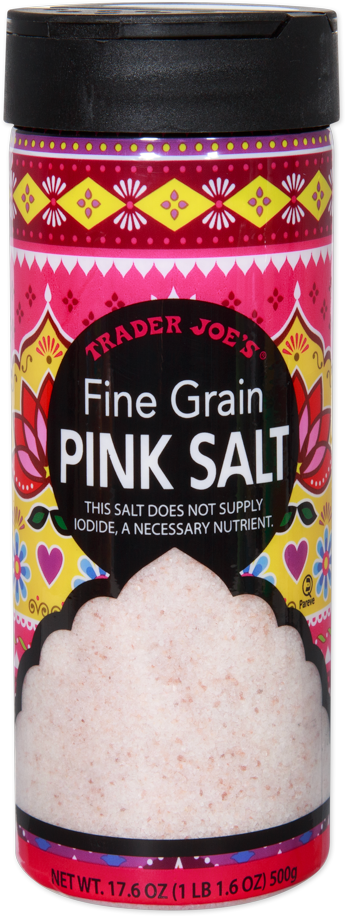 TRADER JOE'S®
Fine Grain
PINK SALT
THIS SALT DOES NOT SUPPLY
IODIDE, A NECESSARY NUTRIENT.
Pareve
NET WT. 17.6 OZ (1 LB 1.6 OZ) 500g